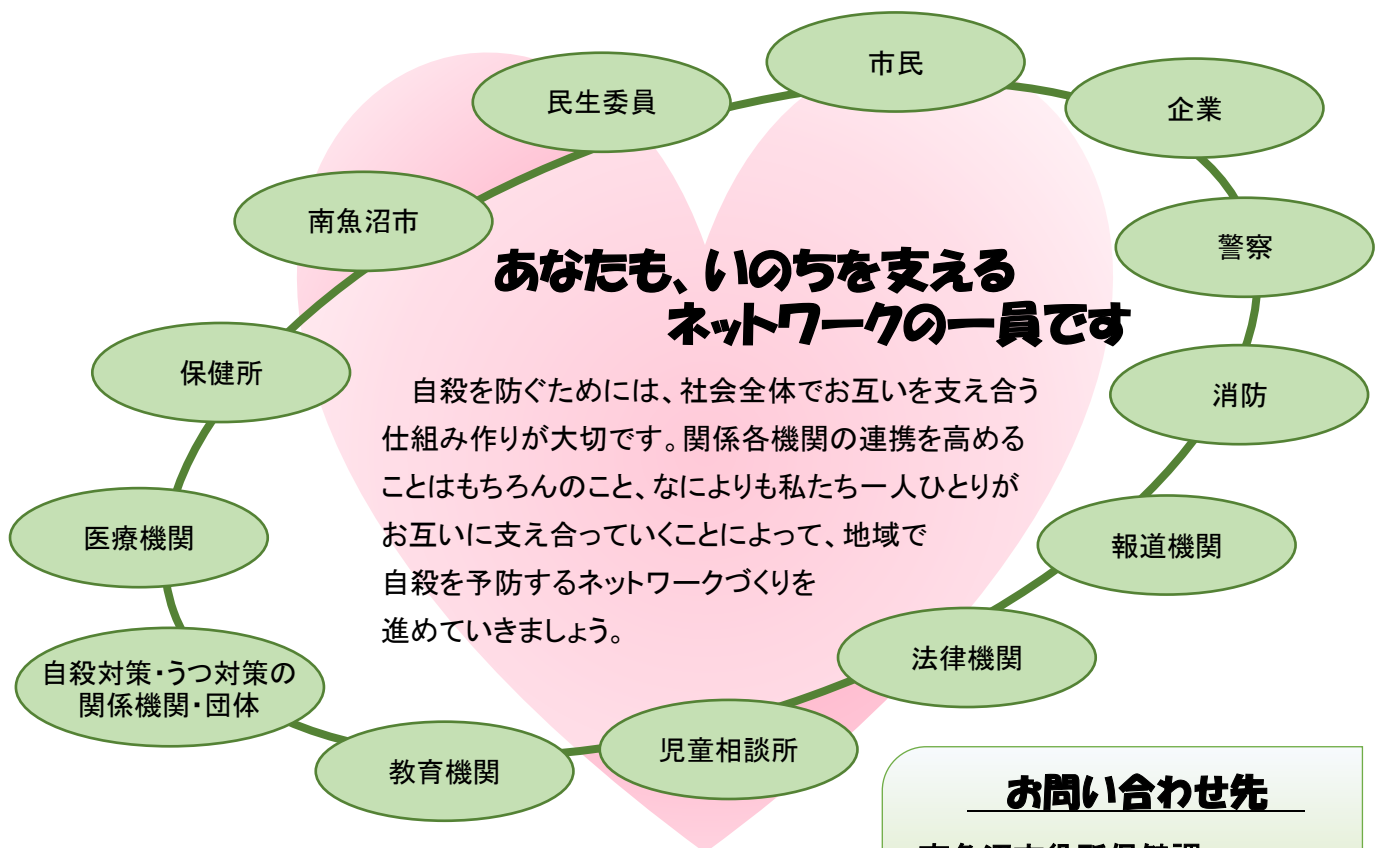 市民
民生委員
企業
南魚沼市
警察
あなたも、いのちを支える
ネットワークの一員です
保健所
消防
自殺を防ぐためには、社会全体でお互いを支え合う
仕組み作りが大切です。関係各機関の連携を高める
ことはもちろんのこと、なによりも私たち一人ひとりが
お互いに支え合っていくことによって、地域で
自殺を予防するネットワークづくりを
進めていきましょう。
医療機関
報道機関
法律機関
自殺対策・うつ対策の
関係機関・団体
児童相談所
教育機関
お問い合わせ先
南魚沼市役所保健課